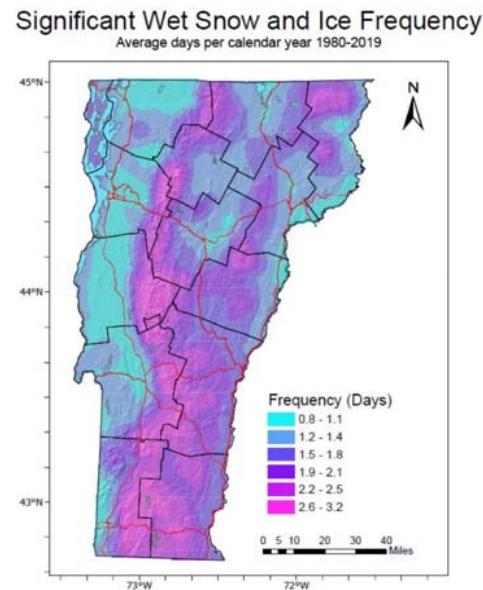 Significant Wet Snow and Ice Frequency
Average days per calendar year 1980-2019
45°N
N
44°N
Frequency (Days)
0.8 - 1.1
1.2 - 1.4
1.5 - 1.8
1.9 - 2.1
2.2 - 2.5
2.6 - 3.2
43°N
0 5 10 20 30 40
Miles
73°W 72°W